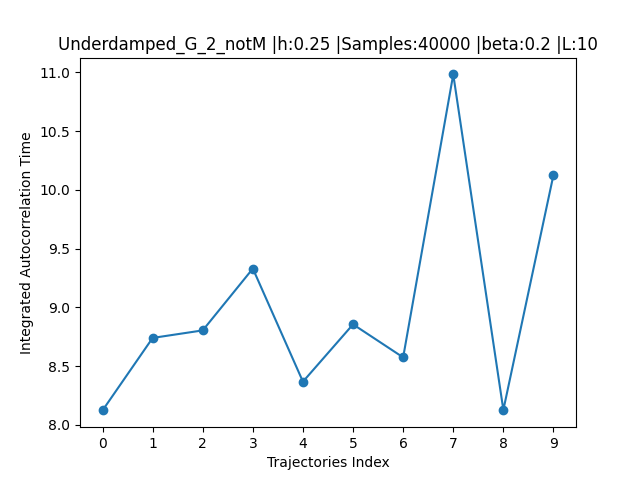 Underdamped_G_2_notM |h:0.25 |Samples:40000 |beta:0.2 |L:10
Integrated Autocorrelation Time
11.0
10.5
10.0
9.5
9.0
8.5
8.0
0 1 2 3 4 5 6 7 8 9
Trajectories Index